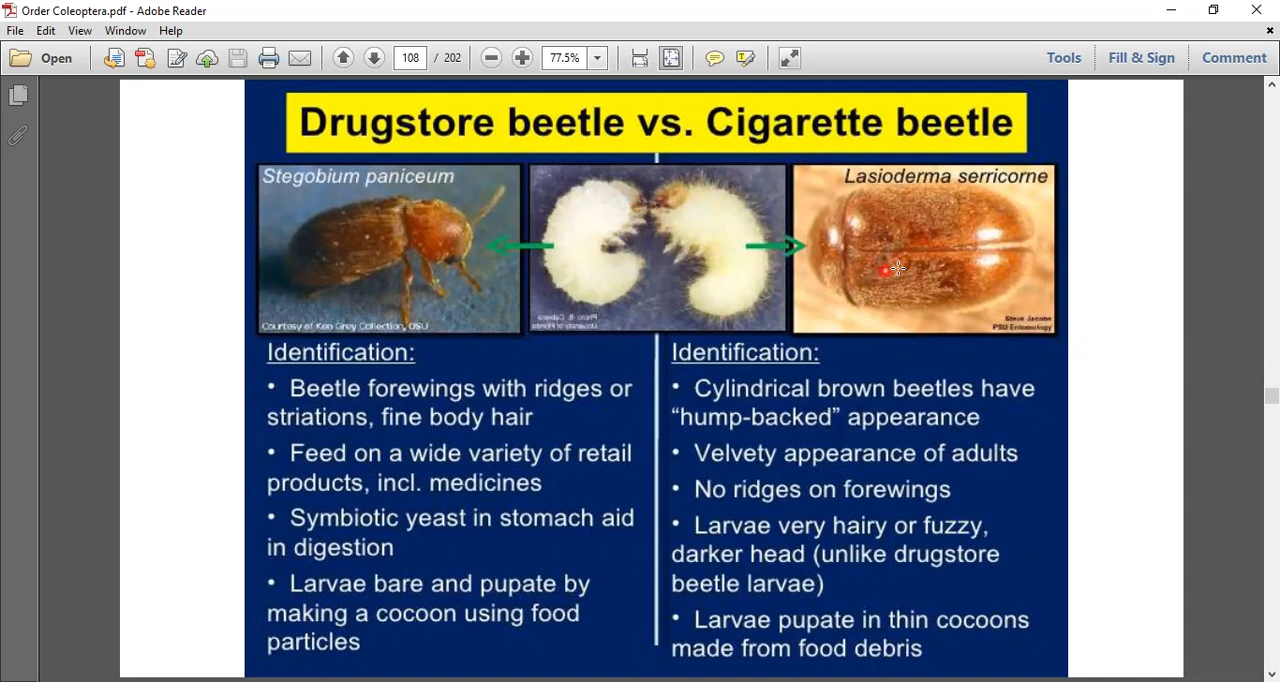 Order Coleoptera.pdf - Adobe Reader
File Edit View Window Help
Open 108 / 202 77.5% Tools Fill & Sign Comment
Drugstore beetle vs. Cigarette beetle
Stegobium paniceum
Courtesy of Ken Grey Collection, OSU
Lasioderma serricorne
Steve Jacobs
PSU Entomology
Identification:
• Beetle forewings with ridges or
striations, fine body hair
• Feed on a wide variety of retail
products, incl. medicines
• Symbiotic yeast in stomach aid
in digestion
• Larvae bare and pupate by
making a cocoon using food
particles
Identification:
• Cylindrical brown beetles have
“hump-backed” appearance
• Velvety appearance of adults
• No ridges on forewings
• Larvae very hairy or fuzzy,
darker head (unlike drugstore
beetle larvae)
• Larvae pupate in thin cocoons
made from food debris